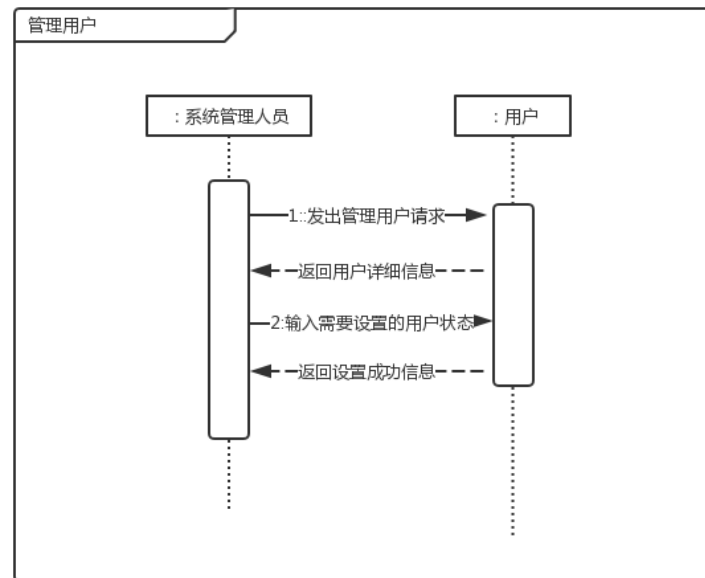 管理用户
：系统管理人员
：用户
1::发出管理用户请求
返回用户详细信息
2:输入需要设置的用户状态
返回设置成功信息